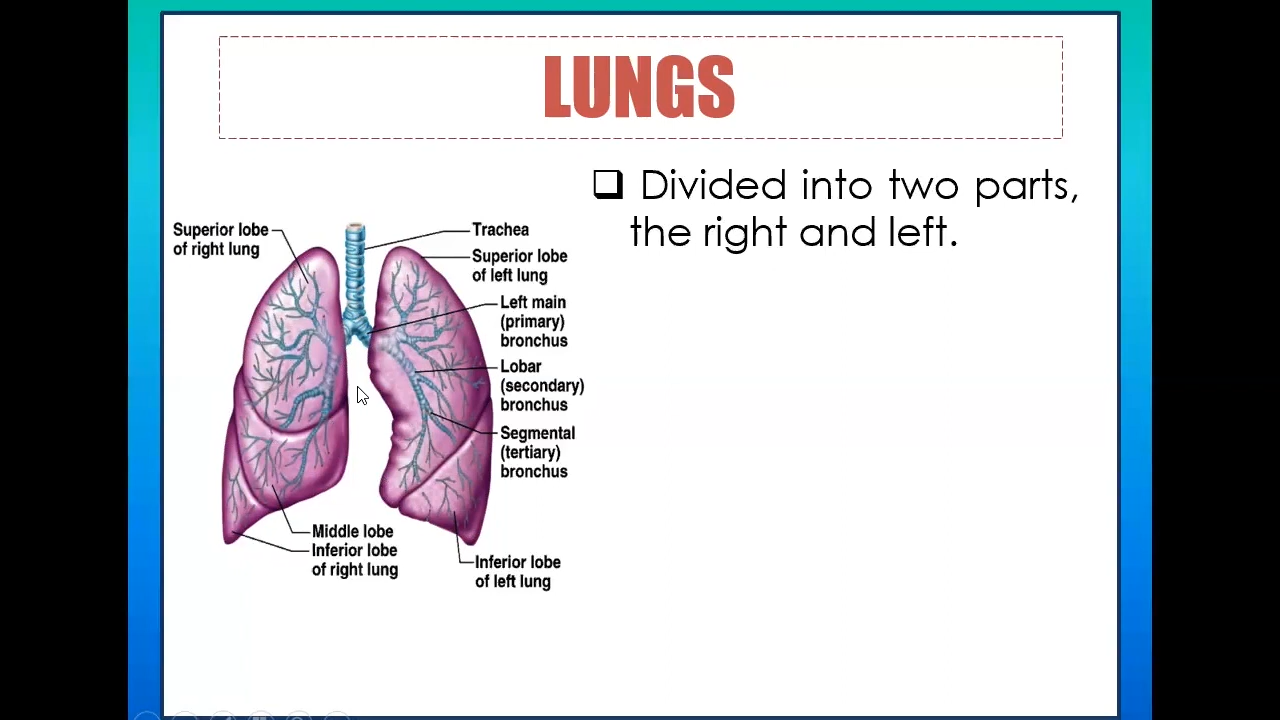 LUNGS
❑ Divided into two parts,
the right and left.
Superior lobe
of right lung
Trachea
Superior lobe
of left lung
Left main
(primary)
bronchus
Lobar
(secondary)
bronchus
Segmental
(tertiary)
bronchus
Middle lobe
Inferior lobe
of right lung
Inferior lobe
of left lung